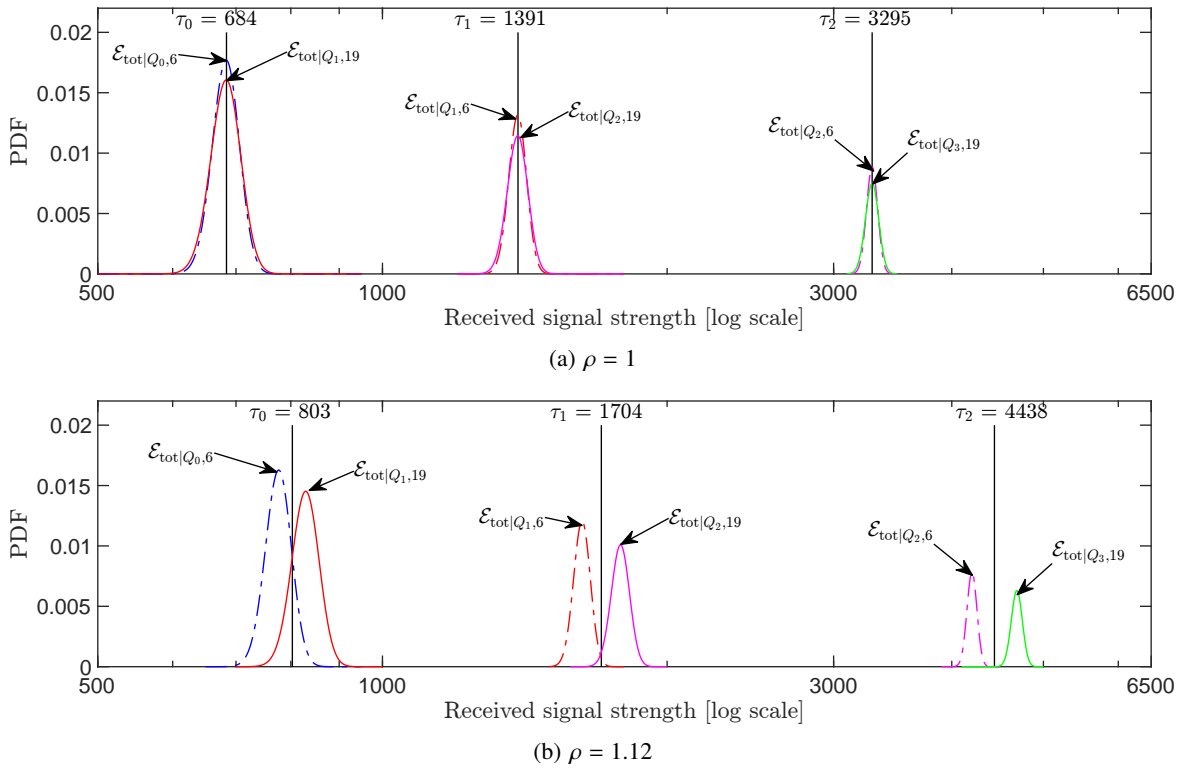 τ₀ = 684 τ₁ = 1391 τ₂ = 3295
0.02
0.015
0.01
0.005
0
PDF
ℰtot|Q₀,6 ℰtot|Q₁,19
ℰtot|Q₁,6 ℰtot|Q₂,19
ℰtot|Q₂,6 ℰtot|Q₃,19
500 1000 3000 6500
Received signal strength [log scale]
(a) ρ = 1
τ₀ = 803 τ₁ = 1704 τ₂ = 4438
0.02
0.015
0.01
0.005
0
PDF
ℰtot|Q₀,6 ℰtot|Q₁,19
ℰtot|Q₁,6 ℰtot|Q₂,19
ℰtot|Q₂,6 ℰtot|Q₃,19
500 1000 3000 6500
Received signal strength [log scale]
(b) ρ = 1.12